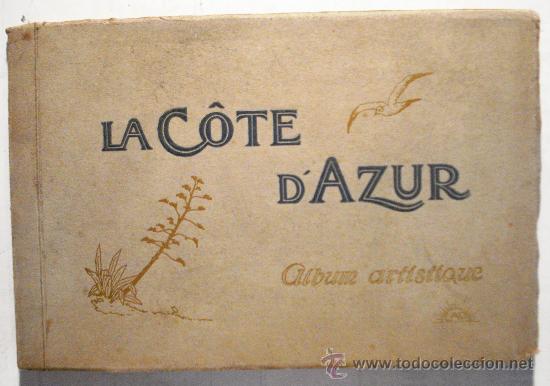 LA CÔTE
D'AZUR
Album artistique
www.todocoleccion.net